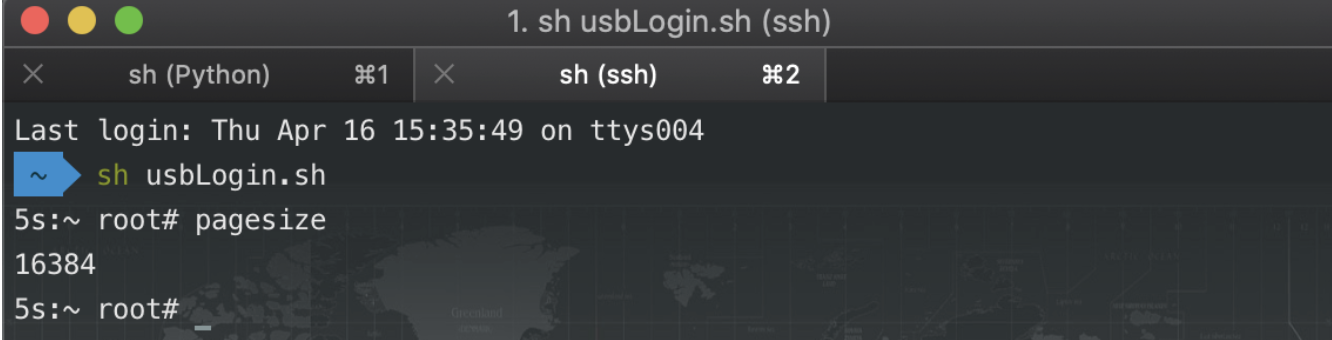 1. sh usbLogin.sh (ssh)
sh (Python) ⌘1 sh (ssh) ⌘2
Last login: Thu Apr 16 15:35:49 on ttys004
~ sh usbLogin.sh
5s:~ root# pagesize
16384
5s:~ root#
Greenland